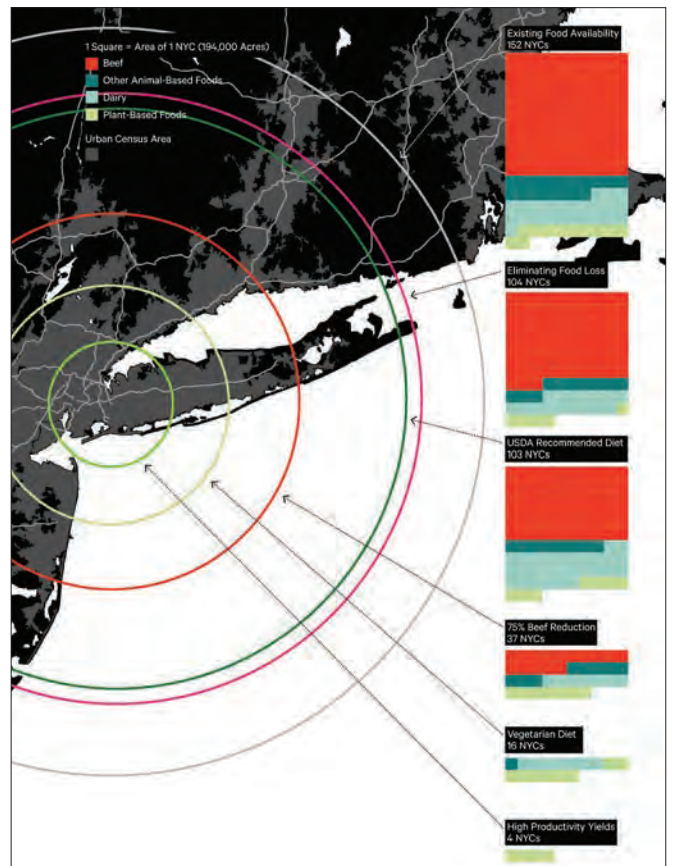 1 Square = Area of 1 NYC (194,000 Acres)
Beef
Other Animal-Based Foods
Dairy
Plant-Based Foods
Urban Census Area
Existing Food Availability
152 NYCs
Eliminating Food Loss
104 NYCs
USDA Recommended Diet
103 NYCs
75% Beef Reduction
37 NYCs
Vegetarian Diet
16 NYCs
High Productivity Yields
4 NYCs